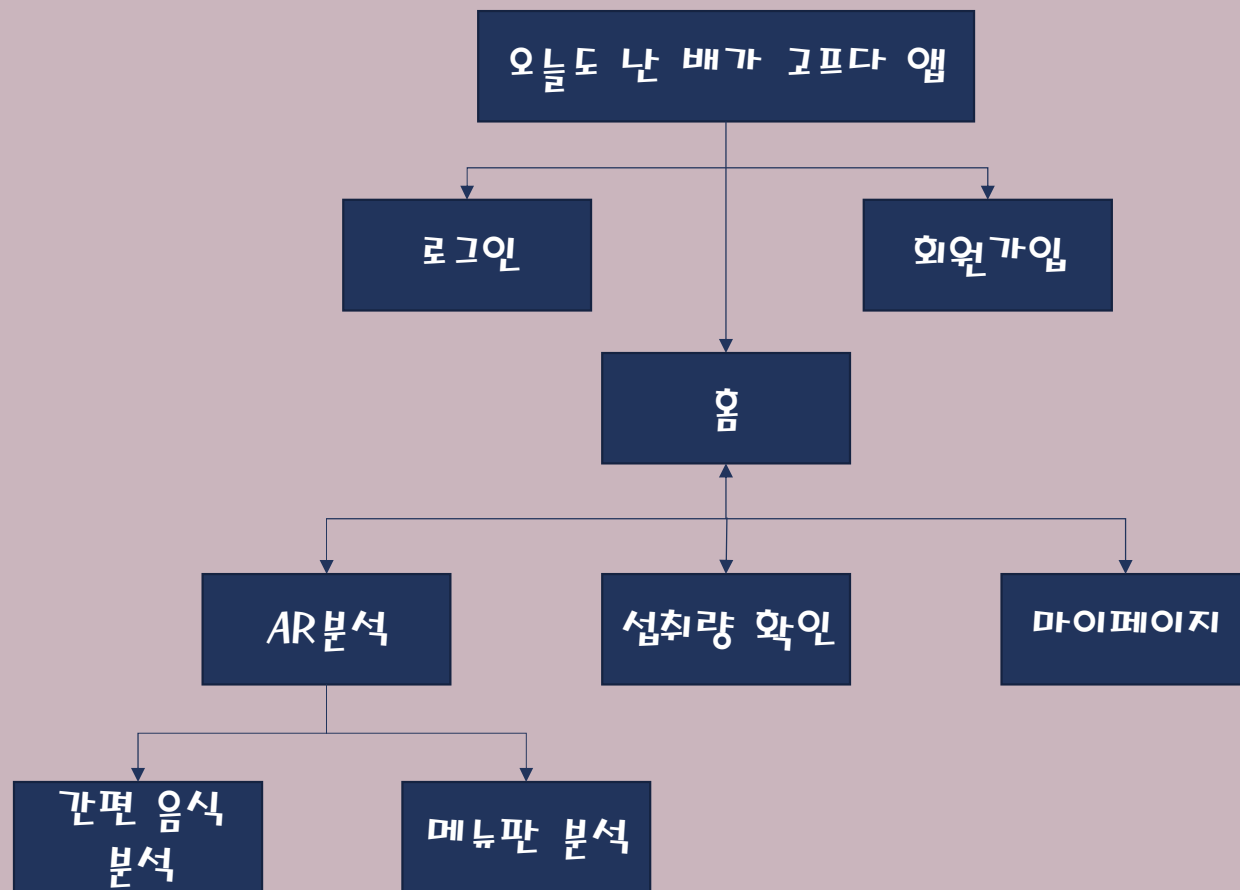 오늘도 난 배가 고프다 앱
로그인
회원가입
홈
AR분석
섭취량 확인
마이페이지
간편 음식
분석
메뉴판 분석